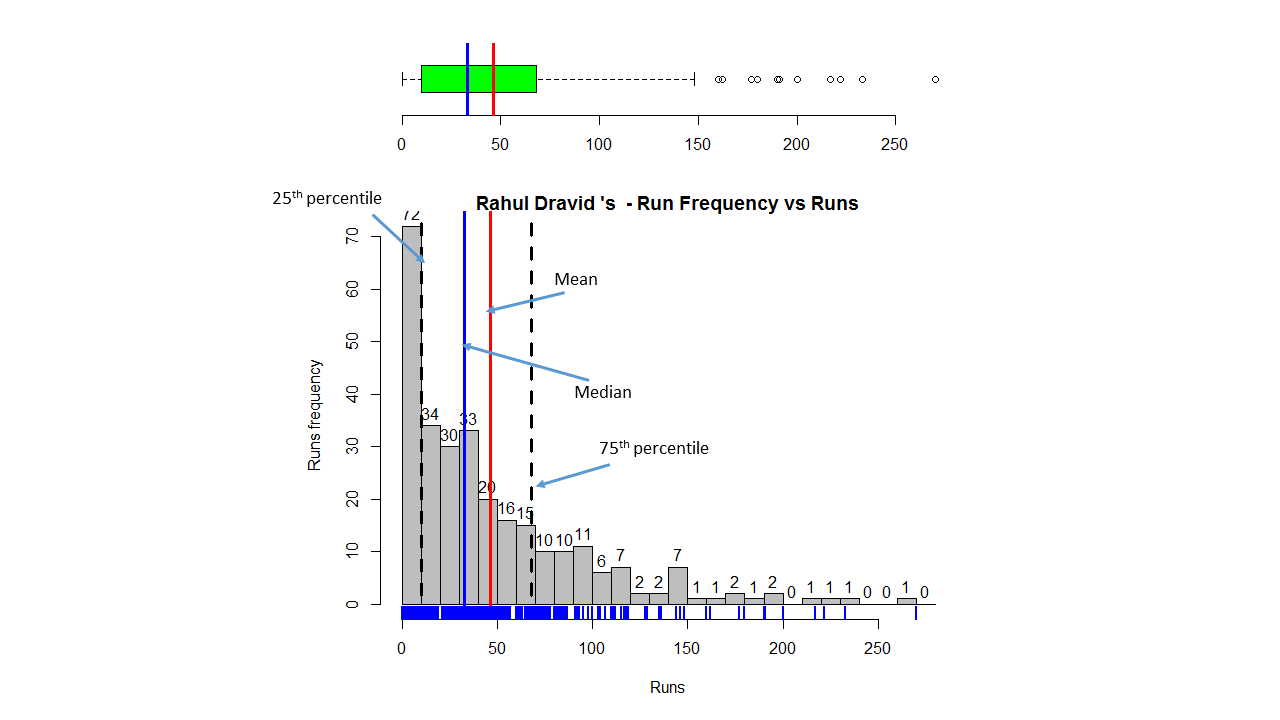 0 50 100 150 200 250
25th percentile
Rahul Dravid 's - Run Frequency vs Runs
72
70
Mean
60
50
Median
40
34 30 33
75th percentile
30
Runs frequency
20
20 16 15
10 10 11 6 7 2 2 7 1 1 2 1 2 0 1 1 1 0 0 1 0
10
0
0 50 100 150 200 250
Runs